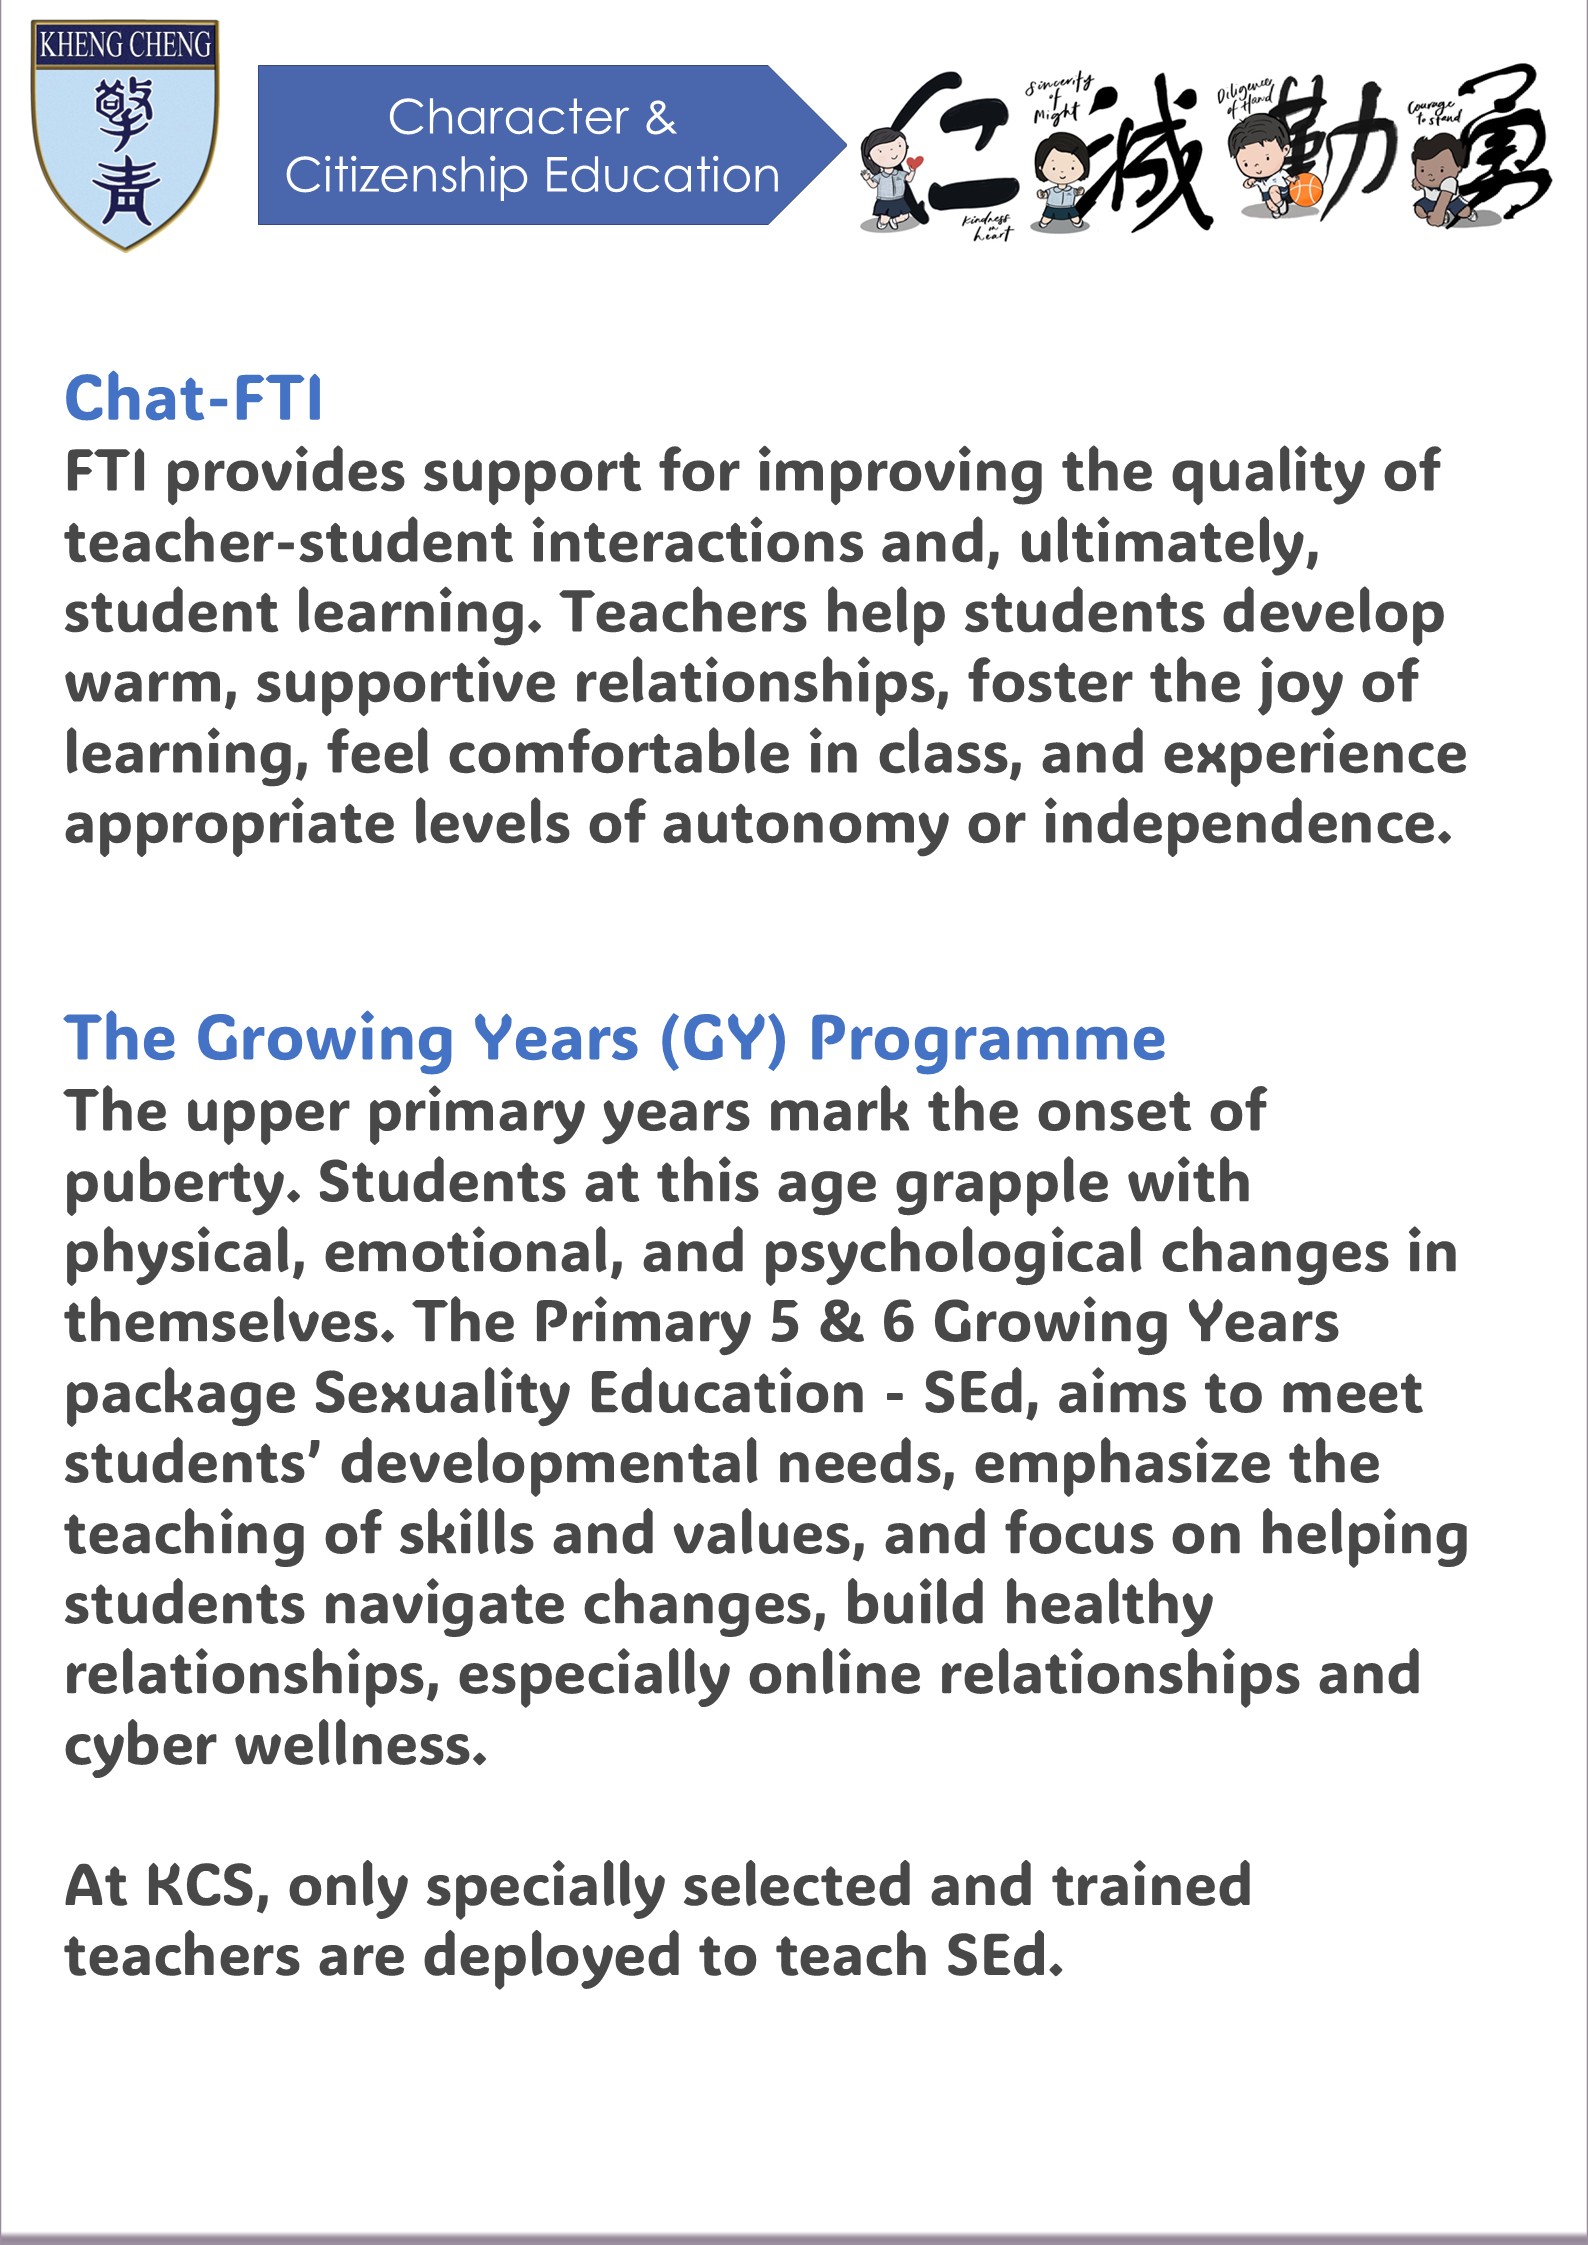 KHENG CHENG
擎
青
Character &
Citizenship Education
仁 誠 勤 勇
Kindness
in
heart
Sincerity
of
Might
Diligence
of Hand
Courage
to stand
Chat-FTI
FTI provides support for improving the quality of
teacher-student interactions and, ultimately,
student learning. Teachers help students develop
warm, supportive relationships, foster the joy of
learning, feel comfortable in class, and experience
appropriate levels of autonomy or independence.
The Growing Years (GY) Programme
The upper primary years mark the onset of
puberty. Students at this age grapple with
physical, emotional, and psychological changes in
themselves. The Primary 5 & 6 Growing Years
package Sexuality Education - SEd, aims to meet
students’ developmental needs, emphasize the
teaching of skills and values, and focus on helping
students navigate changes, build healthy
relationships, especially online relationships and
cyber wellness.
At KCS, only specially selected and trained
teachers are deployed to teach SEd.